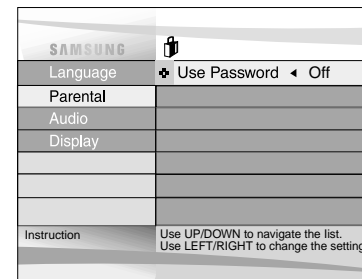 SAMSUNG
Language
Use Password ◄ Off
Parental
Audio
Display
Instruction
Use UP/DOWN to navigate the list.
Use LEFT/RIGHT to change the setting